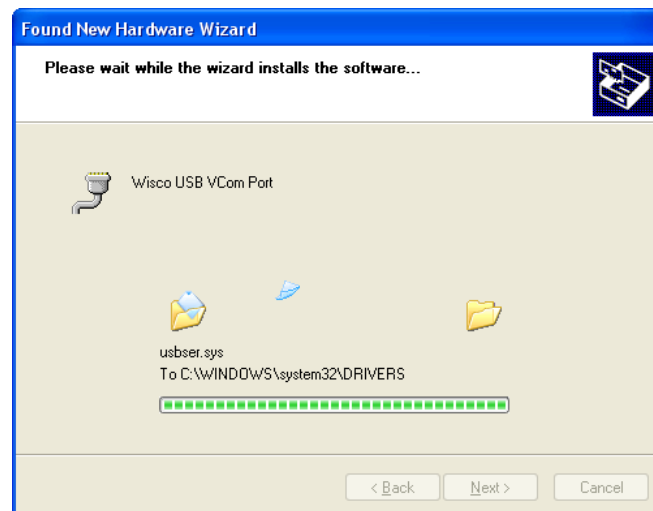 Found New Hardware Wizard
Please wait while the wizard installs the software...
Wisco USB VCom Port
usbser.sys
To C:\WINDOWS\system32\DRIVERS
< Back
Next >
Cancel